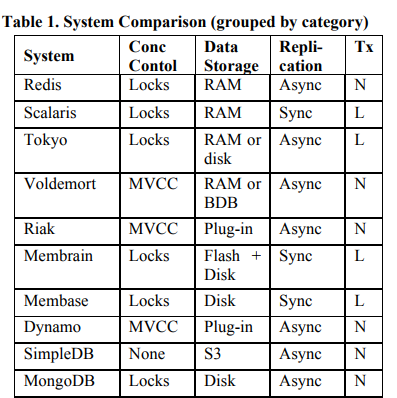 Table 1. System Comparison (grouped by category)
System Conc Contol Data Storage Repli- cation Tx
Redis Locks RAM Async N
Scalaris Locks RAM Sync L
Tokyo Locks RAM or disk Async L
Voldemort MVCC RAM or BDB Async N
Riak MVCC Plug-in Async N
Membrain Locks Flash + Disk Sync L
Membase Locks Disk Sync L
Dynamo MVCC Plug-in Async N
SimpleDB None S3 Async N
MongoDB Locks Disk Async N